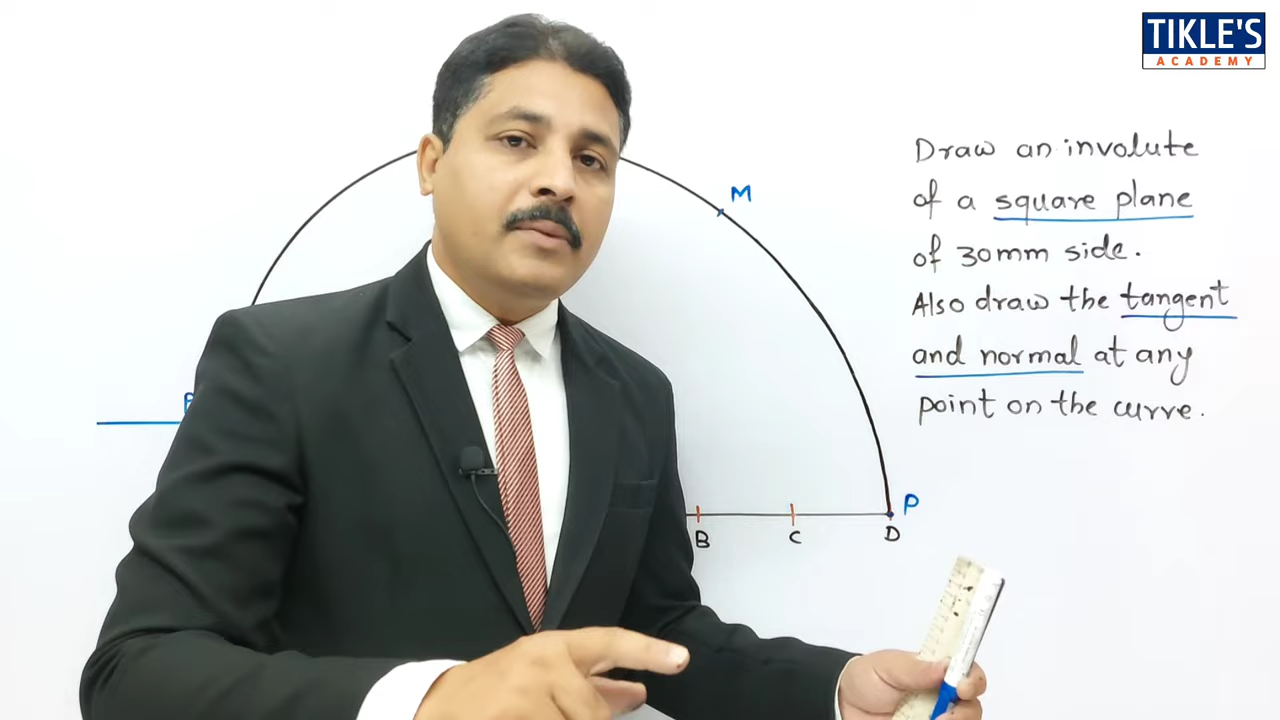 TIKLE'S
ACADEMY
Draw an involute
of a square plane
of 30mm side.
Also draw the tangent
and normal at any
point on the curve.
M
P
B
C
D